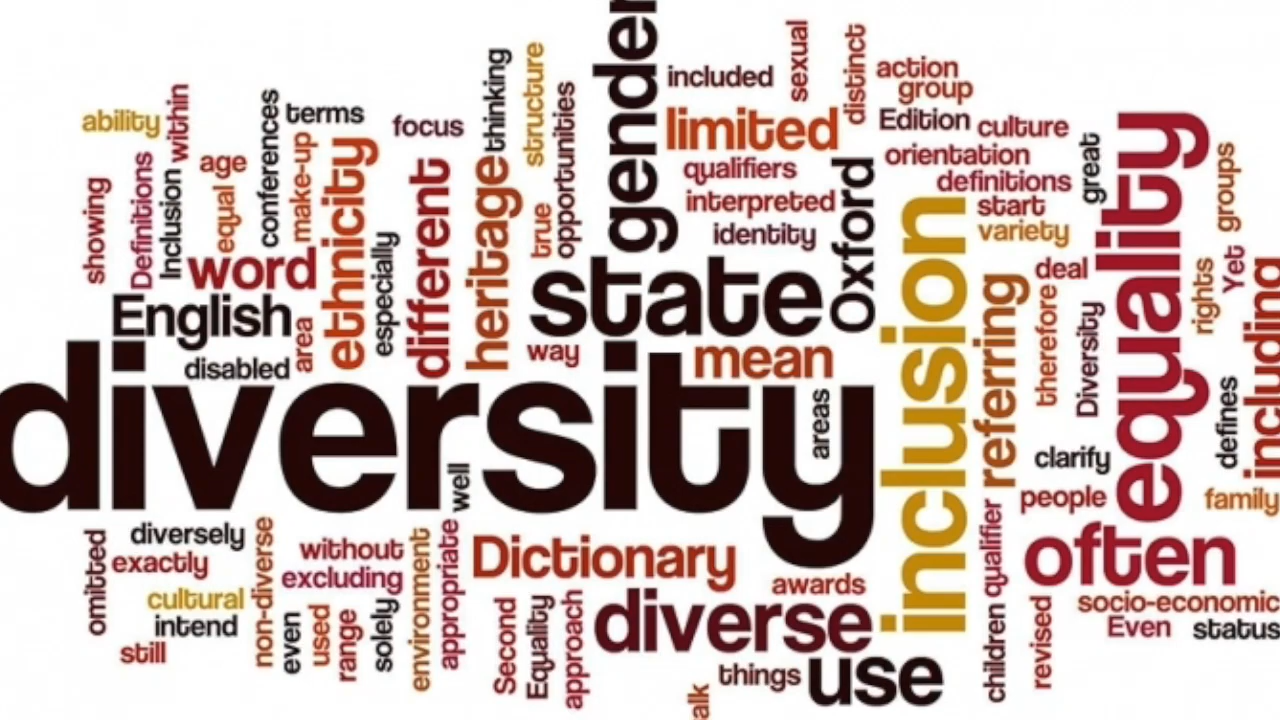 gender
included
sexual
distinct
action
group
thinking
structure
ability
within
conferences
terms
focus
opportunities
limited
Edition
culture
equality
showing
Definitions
Inclusion
age
equal
make-up
ethnicity
especially
different
heritage
true
qualifiers
interpreted
identity
Oxford
orientation
definitions
start
variety
great
groups
word
English
area
disabled
state
way
mean
inclusion
referring
deal
therefore
Diversity
rights
Yet
including
diversity
well
areas
clarify
people
defines
family
omitted
diversely
exactly
cultural
intend
still
non-diverse
even
used
range
without
excluding
solely
environment
appropriate
Dictionary
Second
Equality
approach
awards
diverse
things
use
children
qualifier
often
revised
socio-economic
Even
status